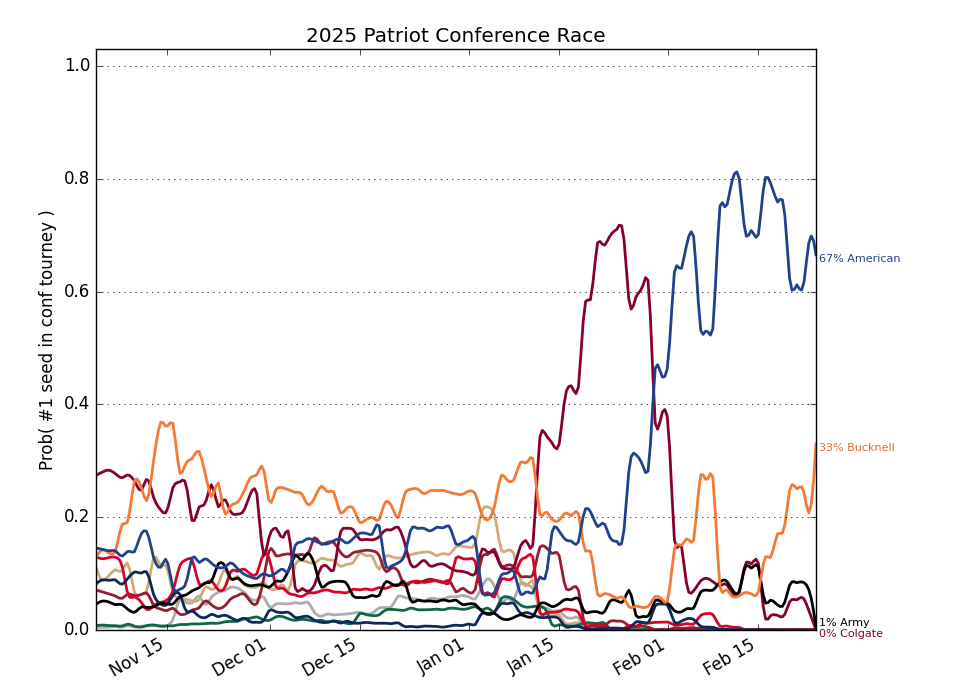 2025 Patriot Conference Race
Prob( #1 seed in conf tourney )
1.0
0.8
0.6
0.4
0.2
0.0
Nov 15
Dec 01
Dec 15
Jan 01
Jan 15
Feb 01
Feb 15
67% American
33% Bucknell
1% Army
0% Colgate